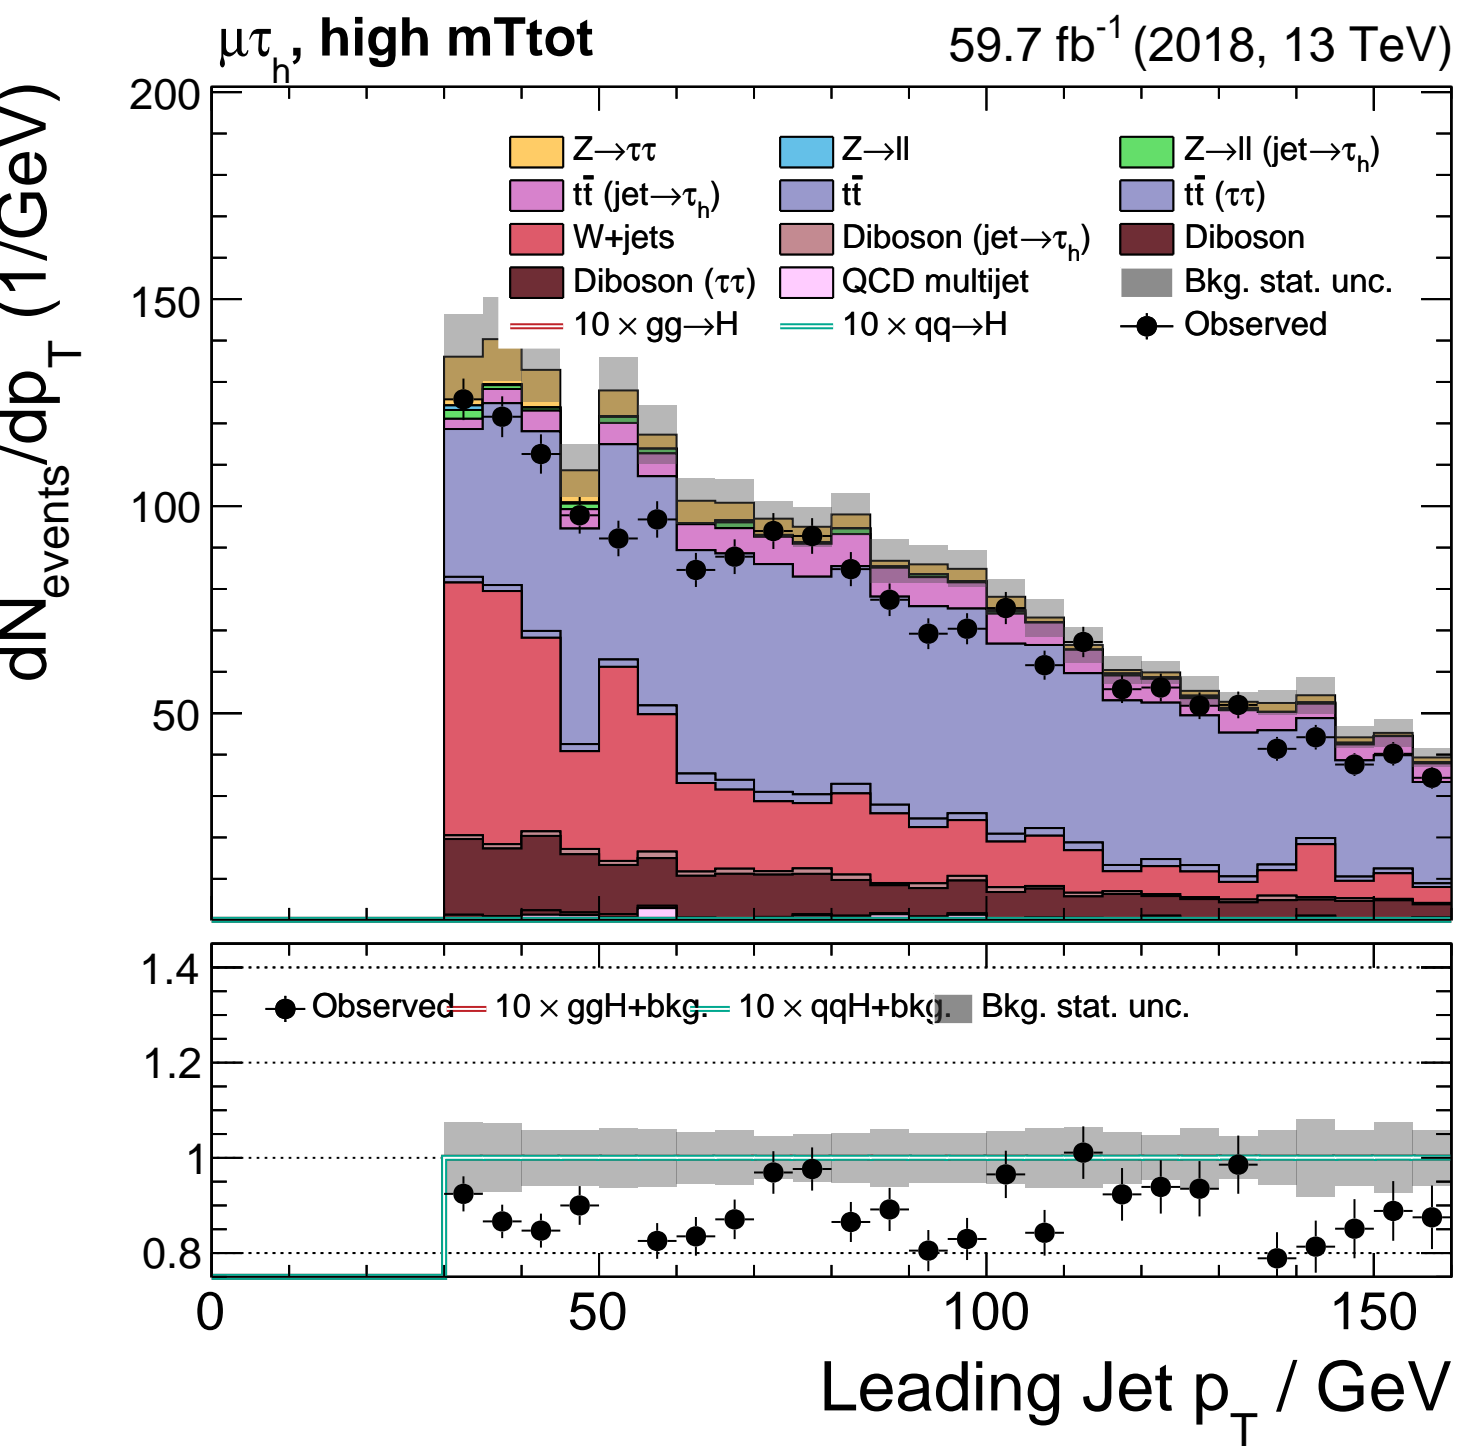 μτh, high mTtot 59.7 fb-1 (2018, 13 TeV)
dNevents/dpT (1/GeV)
200
150
100
50
Z→ττ Z→ll Z→ll (jet→τh)
tt̄ (jet→τh) tt̄ tt̄ (ττ)
W+jets Diboson (jet→τh) Diboson
Diboson (ττ) QCD multijet Bkg. stat. unc.
10 × gg→H 10 × qq→H Observed
1.4
1.2
1
0.8
Observed 10 × ggH+bkg. 10 × qqH+bkg. Bkg. stat. unc.
0 50 100 150
Leading Jet pT / GeV